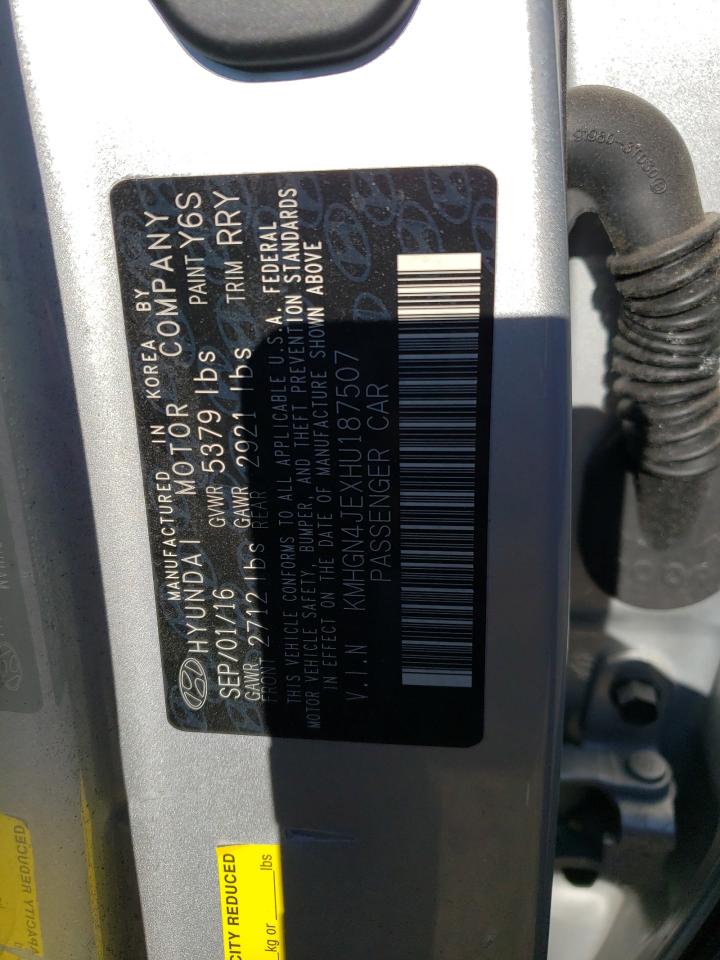 MANUFACTURED IN KOREA BY
HYUNDAI MOTOR COMPANY
SEP/01/16 GVWR 5379 lbs PAINT Y6S
GAWR FRONT 2712 lbs GAWR REAR 2921 lbs TRIM RRY
THIS VEHICLE CONFORMS TO ALL APPLICABLE U.S.A. FEDERAL
MOTOR VEHICLE SAFETY, BUMPER, AND THEFT PREVENTION STANDARDS
IN EFFECT ON THE DATE OF MANUFACTURE SHOWN ABOVE
V.I.N KMHGN4JEXHU187507
PASSENGER CAR
CITY REDUCED
kg or lbs
APACITY REDUCED